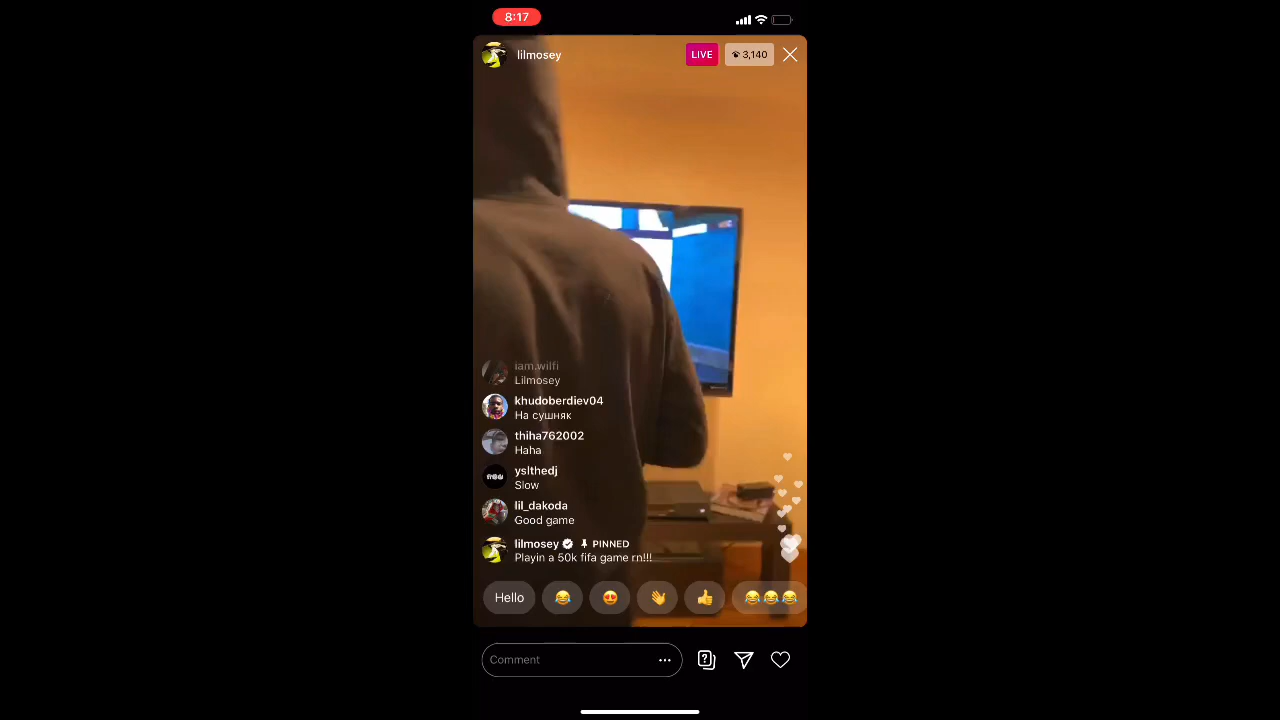 8:17
lilmosey
LIVE
3,140
iam.wilfi
Lilmosey
khudoberdiev04
На сушняк
thiha762002
Haha
yslthedj
Slow
lil_dakoda
Good game
lilmosey PINNED
Playin a 50k fifa game rn!!!
Hello
Comment